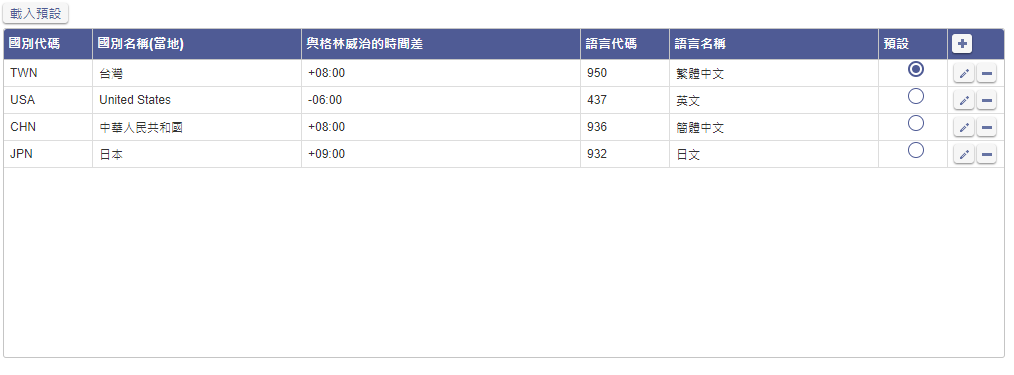 載入預設
國別代碼 國別名稱(當地) 與格林威治的時間差 語言代碼 語言名稱 預設
TWN 台灣 +08:00 950 繁體中文
USA United States -06:00 437 英文
CHN 中華人民共和國 +08:00 936 簡體中文
JPN 日本 +09:00 932 日文